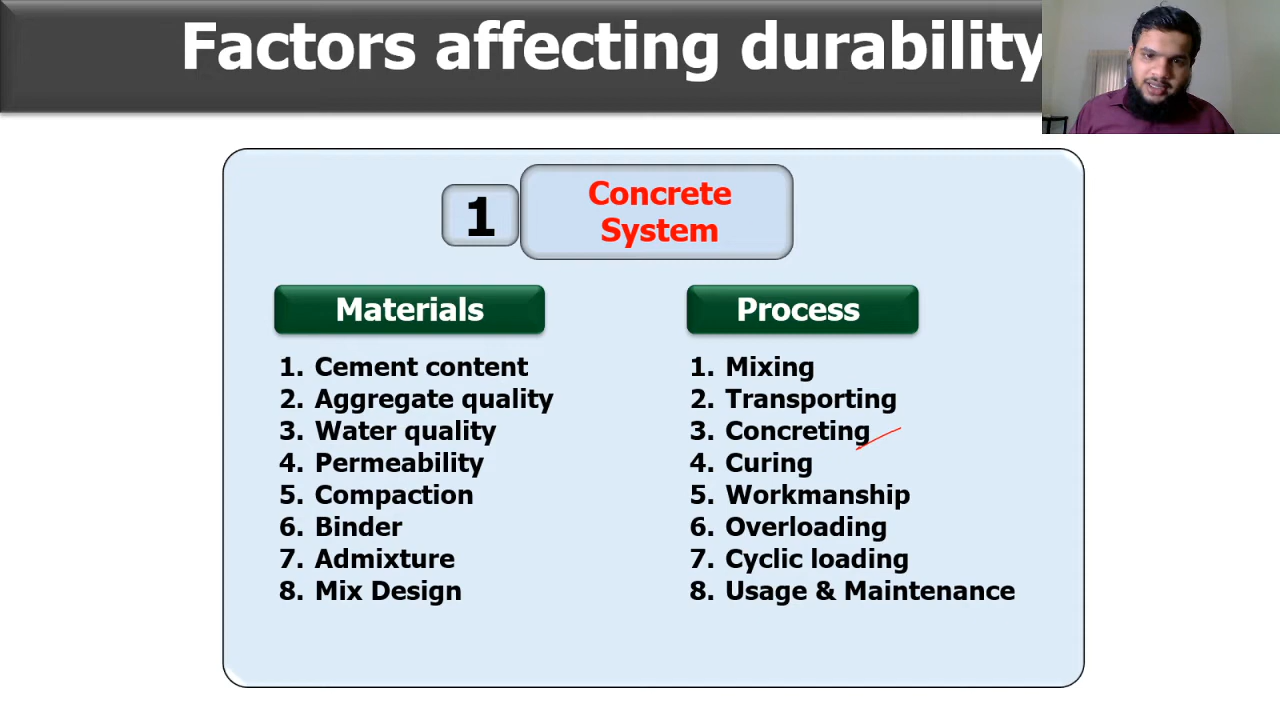 Factors affecting durability
1
Concrete
System
Materials
1. Cement content
2. Aggregate quality
3. Water quality
4. Permeability
5. Compaction
6. Binder
7. Admixture
8. Mix Design
Process
1. Mixing
2. Transporting
3. Concreting
4. Curing
5. Workmanship
6. Overloading
7. Cyclic loading
8. Usage & Maintenance